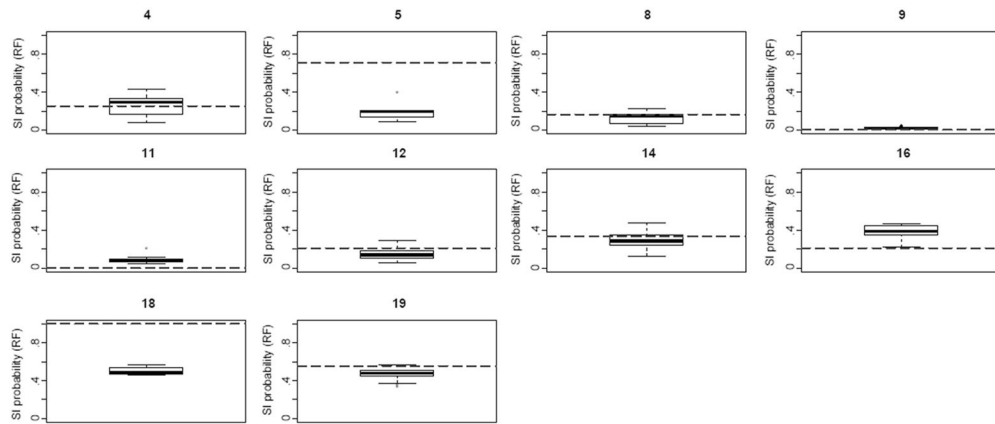 4 5 8 9
SI probability (RF) 0 .4 .8 SI probability (RF) 0 .4 .8 SI probability (RF) 0 .4 .8 SI probability (RF) 0 .4 .8
11 12 14 16
SI probability (RF) 0 .4 .8 SI probability (RF) 0 .4 .8 SI probability (RF) 0 .4 .8 SI probability (RF) 0 .4 .8
18 19
SI probability (RF) 0 .4 .8 SI probability (RF) 0 .4 .8